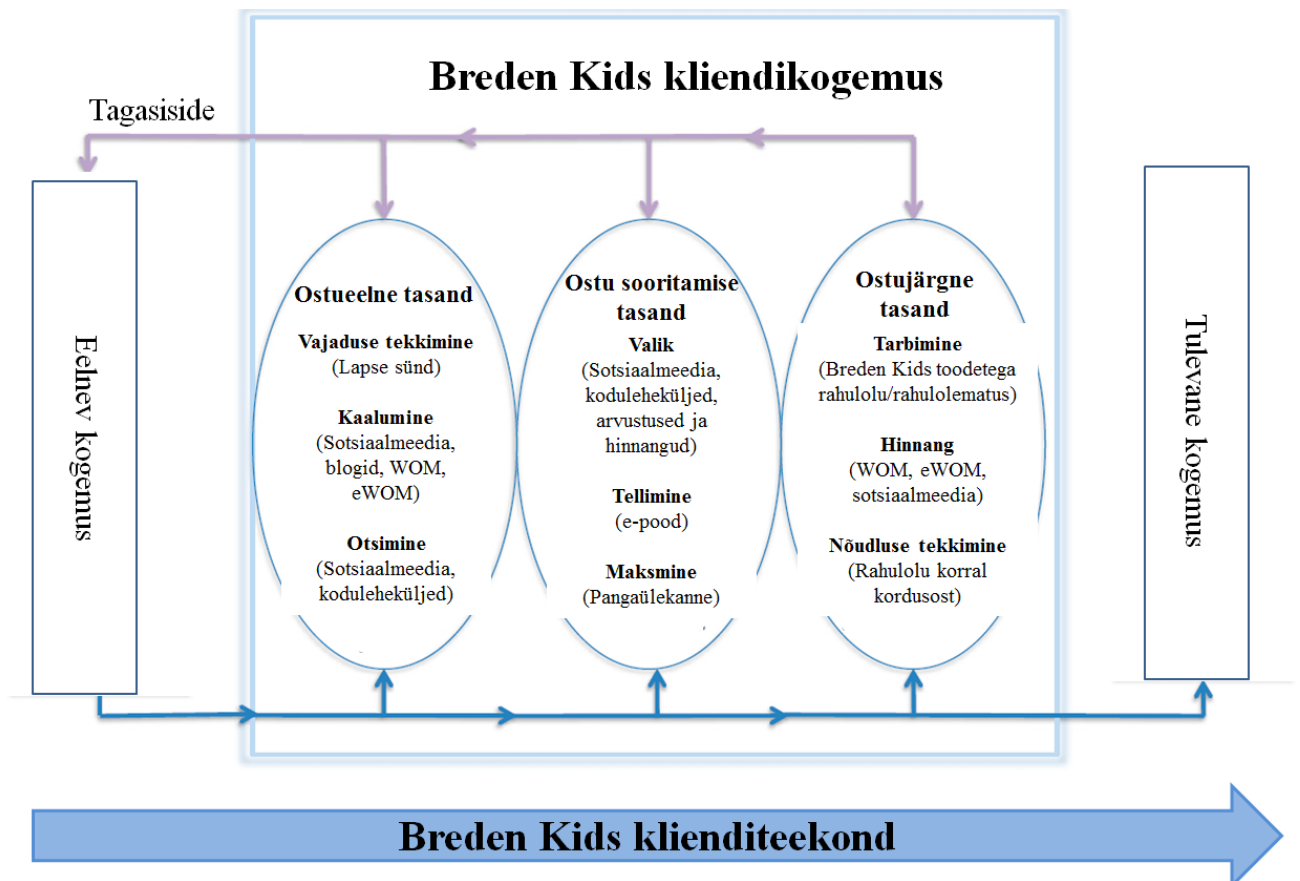 Breden Kids kliendikogemus
Tagasiside
Eelnev kogemus
Ostueelne tasand
Vajaduse tekkimine
(Lapse sünd)
Kaalumine
(Sotsiaalmeedia,
blogid, WOM,
eWOM)
Otsimine
(Sotsiaalmeedia,
koduleheküljed)
Ostu sooritamise
tasand
Valik
(Sotsiaalmeedia,
koduleheküljed,
arvustused ja
hinnangud)
Tellimine
(e-pood)
Maksmine
(Pangaülekanne)
Ostujärgne
tasand
Tarbimine
(Breden Kids toodetega
rahulolu/rahulolematus)
Hinnang
(WOM, eWOM,
sotsiaalmeedia)
Nõudluse tekkimine
(Rahulolu korral
kordusost)
Tulevane kogemus
Breden Kids klienditeekond